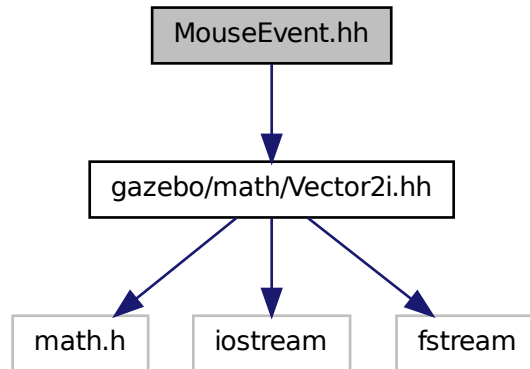 MouseEvent.hh
gazebo/math/Vector2i.hh
math.h
iostream
fstream